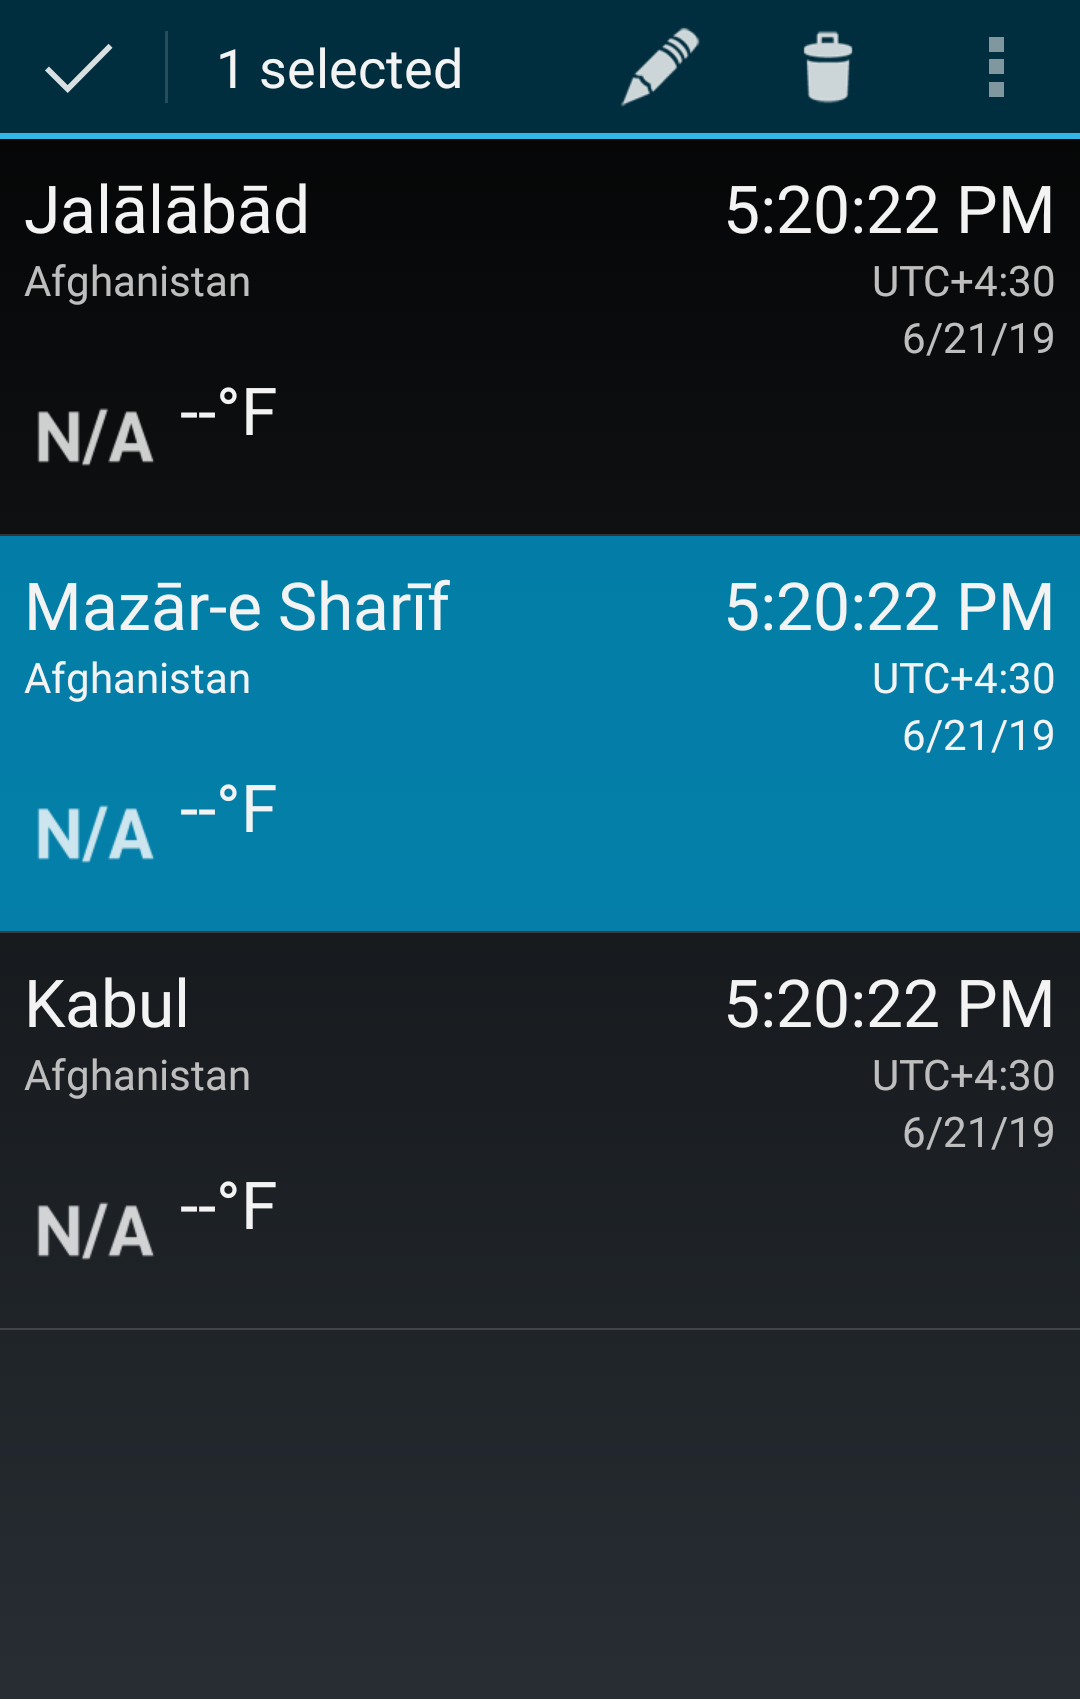 1 selected
Jalālābād 5:20:22 PM
Afghanistan UTC+4:30
6/21/19
N/A --°F
Mazār-e Sharīf 5:20:22 PM
Afghanistan UTC+4:30
6/21/19
N/A --°F
Kabul 5:20:22 PM
Afghanistan UTC+4:30
6/21/19
N/A --°F